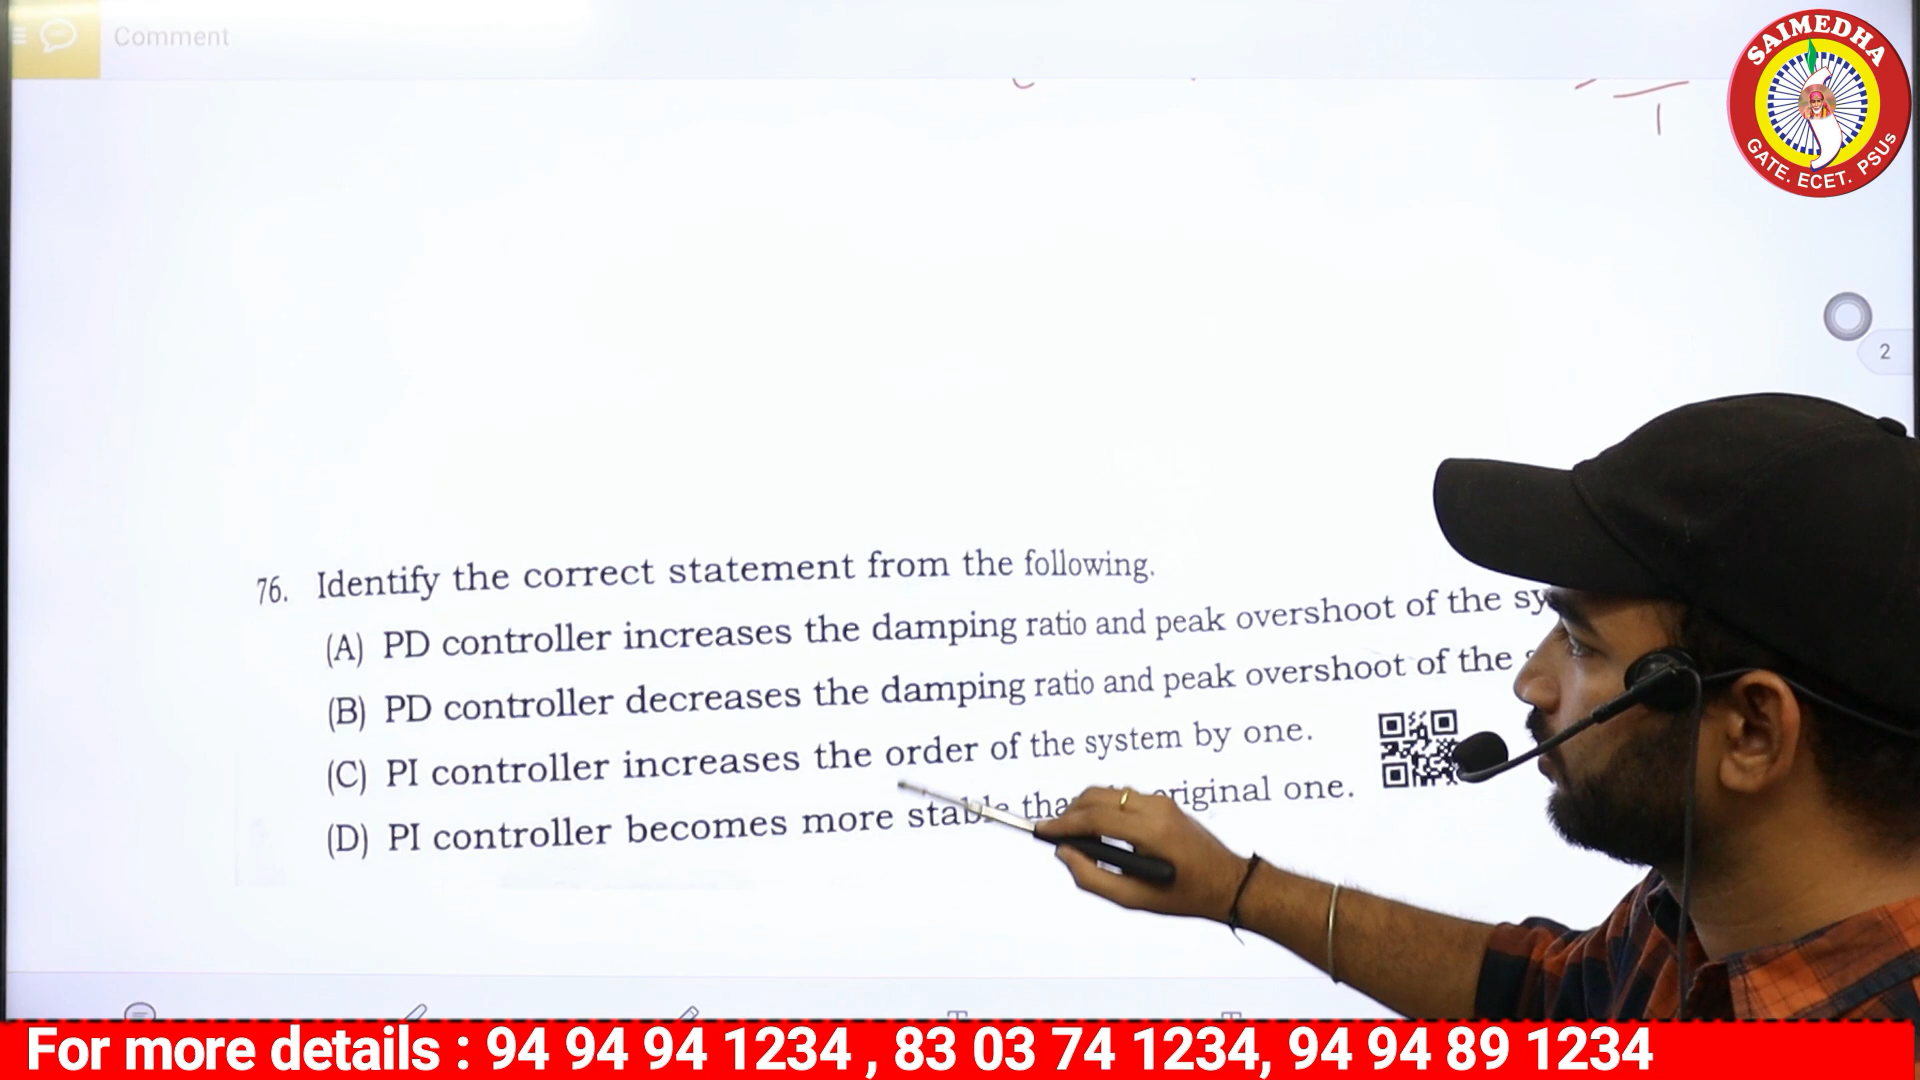 Comment
SAIMEDHA
GATE. ECET. PSUs
2
76. Identify the correct statement from the following.
(A) PD controller increases the damping ratio and peak overshoot of the
(B) PD controller decreases the damping ratio and peak overshoot of the
(C) PI controller increases the order of the system by one.
(D) PI controller becomes more stable one.
For more details : 94 94 94 1234 , 83 03 74 1234, 94 94 89 1234